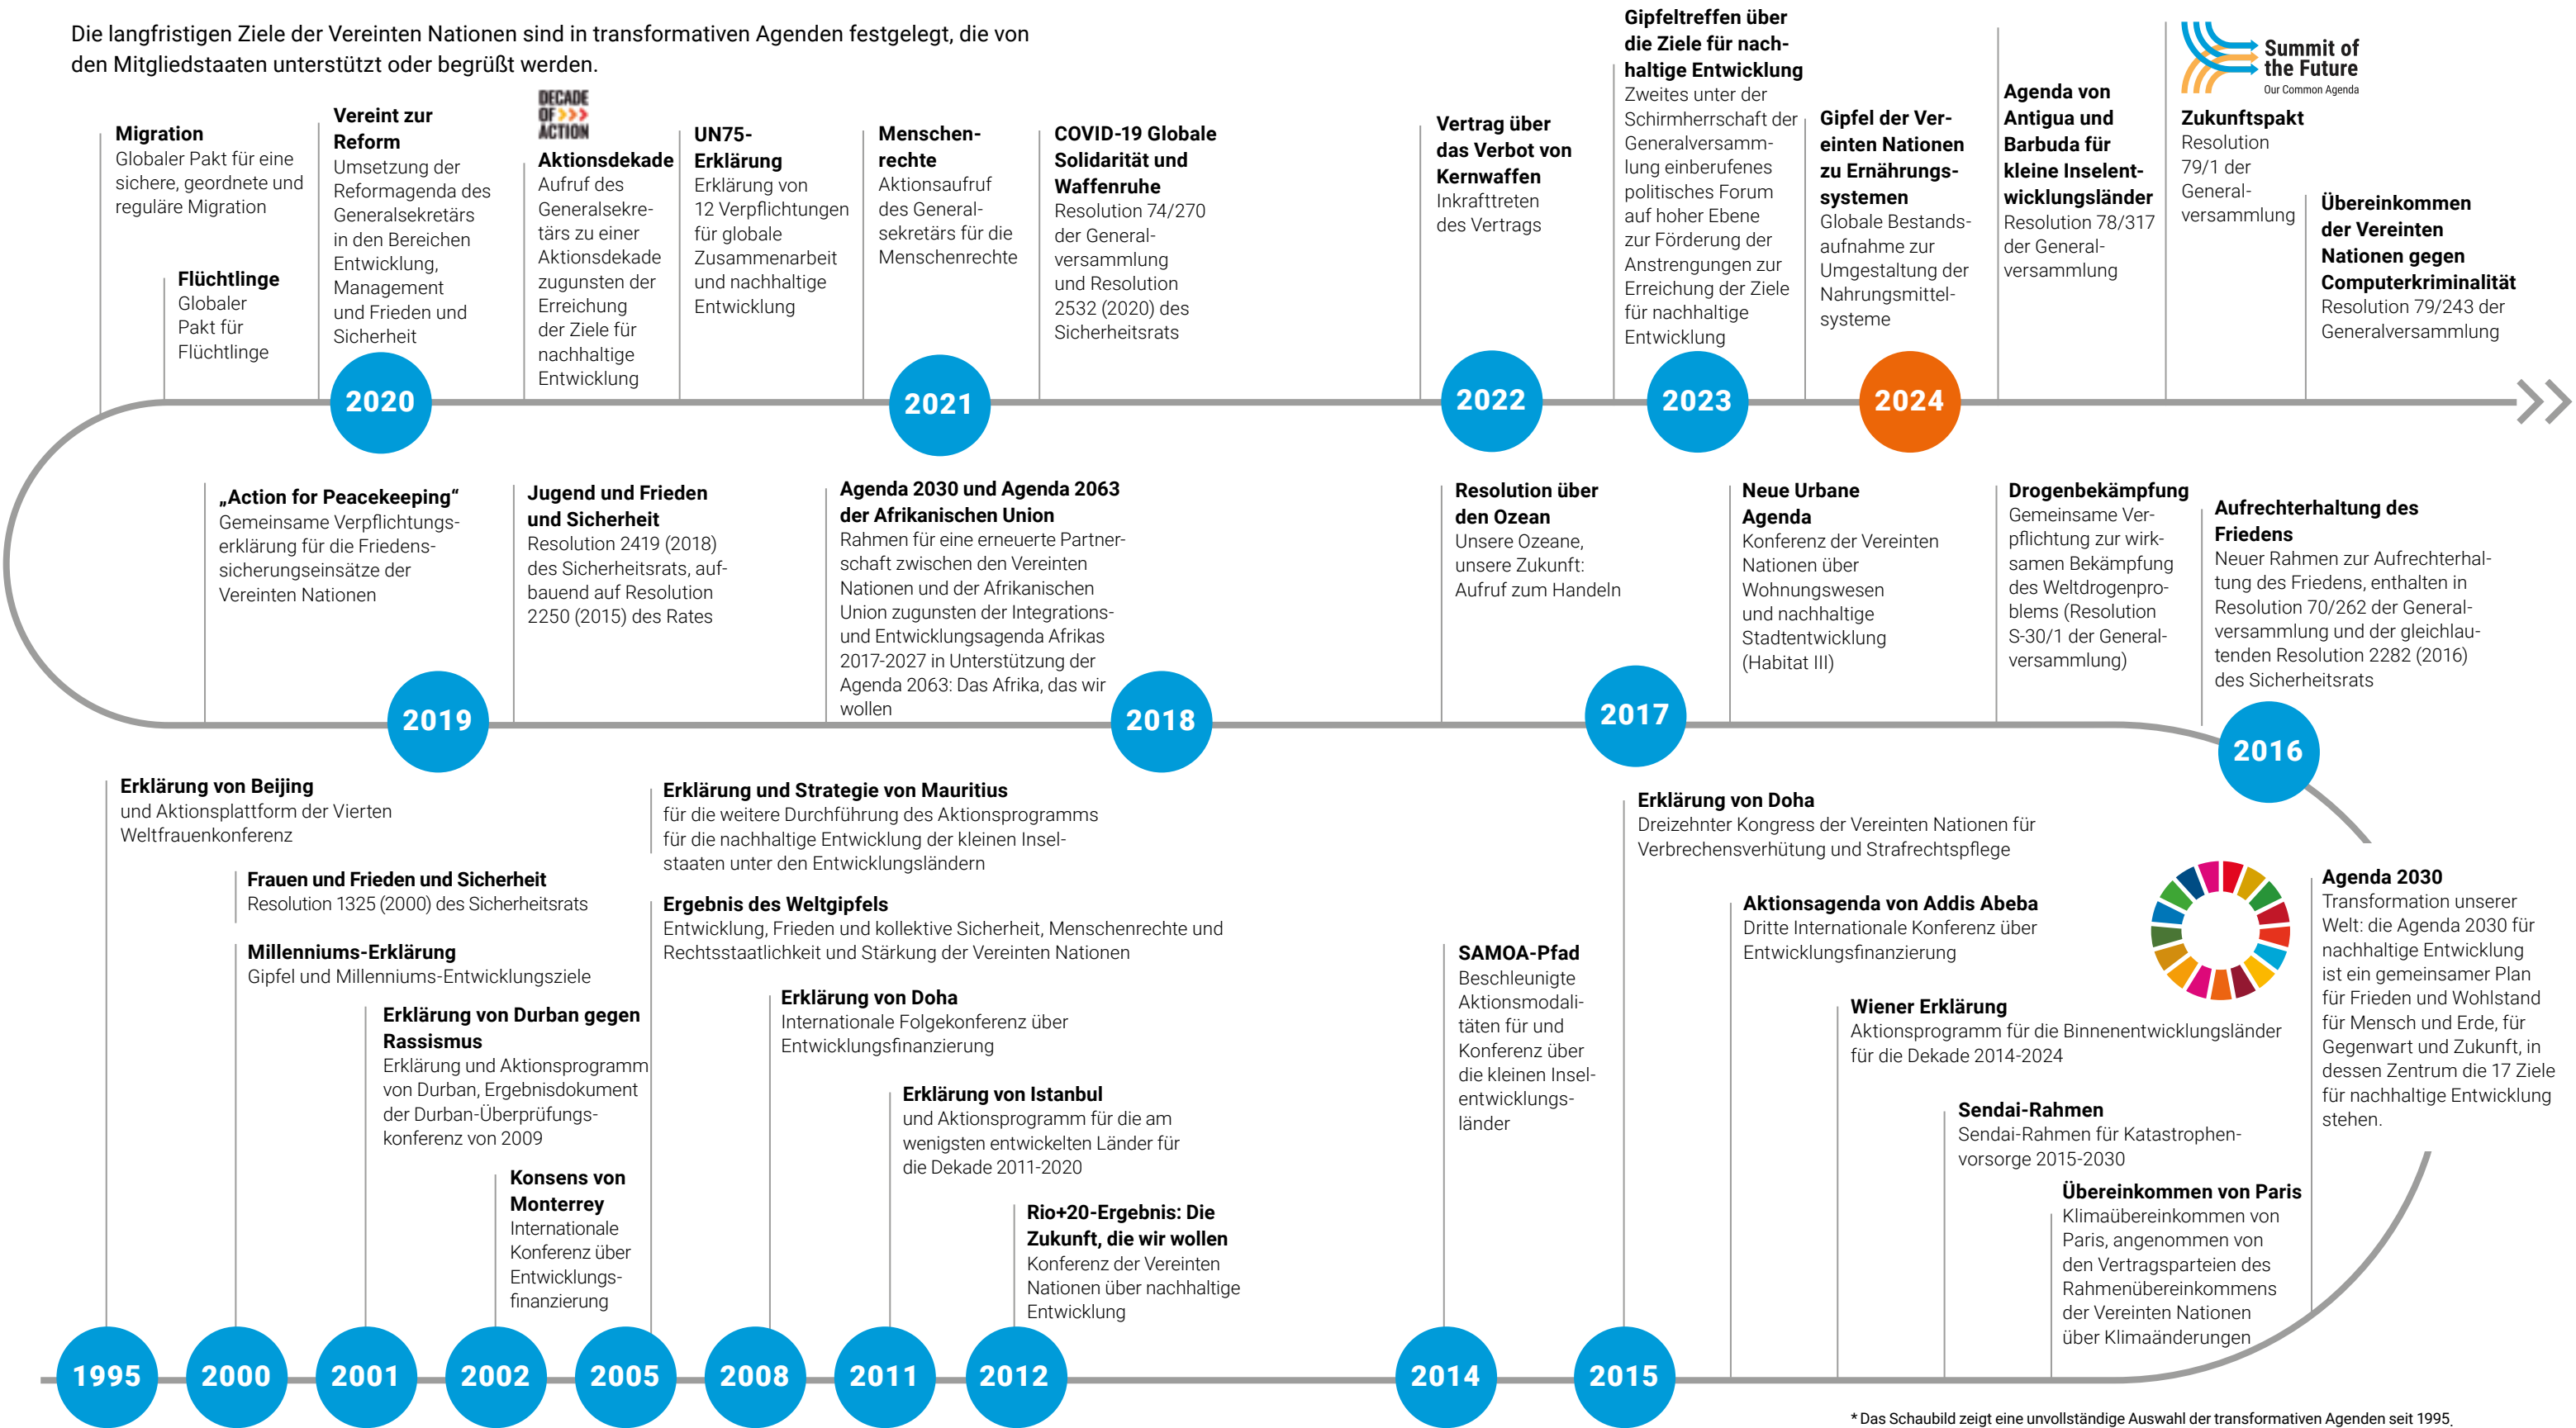 Die langfristigen Ziele der Vereinten Nationen sind in transformativen Agenden festgelegt, die von
den Mitgliedstaaten unterstützt oder begrüßt werden.
Migration
Globaler Pakt für eine
sichere, geordnete und
reguläre Migration
Flüchtlinge
Globaler
Pakt für
Flüchtlinge
Vereint zur
Reform
Umsetzung der
Reformagenda des
Generalsekretärs
in den Bereichen
Entwicklung,
Management
und Frieden und
Sicherheit
DECADE
OF >>>
ACTION
Aktionsdekade
Aufruf des
Generalsekre-
tärs zu einer
Aktionsdekade
zugunsten der
Erreichung
der Ziele für
nachhaltige
Entwicklung
UN75-
Erklärung
Erklärung von
12 Verpflichtungen
für globale
Zusammenarbeit
und nachhaltige
Entwicklung
Menschen-
rechte
Aktionsaufruf
des General-
sekretärs für die
Menschenrechte
COVID-19 Globale
Solidarität und
Waffenruhe
Resolution 74/270
der General-
versammlung
und Resolution
2532 (2020) des
Sicherheitsrats
Vertrag über
das Verbot von
Kernwaffen
Inkrafttreten
des Vertrags
Gipfeltreffen über
die Ziele für nach-
haltige Entwicklung
Zweites unter der
Schirmherrschaft der
Generalversamm-
lung einberufenes
politisches Forum
auf hoher Ebene
zur Förderung der
Anstrengungen zur
Erreichung der Ziele
für nachhaltige
Entwicklung
Gipfel der Ver-
einten Nationen
zu Ernährungs-
systemen
Globale Bestands-
aufnahme zur
Umgestaltung der
Nahrungsmittel-
systeme
Agenda von
Antigua und
Barbuda für
kleine Inselent-
wicklungsländer
Resolution 78/317
der General-
versammlung
Summit of
the Future
Our Common Agenda
Zukunftspakt
Resolution
79/1 der
General-
versammlung
Übereinkommen
der Vereinten
Nationen gegen
Computerkriminalität
Resolution 79/243 der
Generalversammlung
2020
2021
2022
2023
2024
„Action for Peacekeeping“
Gemeinsame Verpflichtungs-
erklärung für die Friedens-
sicherungseinsätze der
Vereinten Nationen
Jugend und Frieden
und Sicherheit
Resolution 2419 (2018)
des Sicherheitsrats, auf-
bauend auf Resolution
2250 (2015) des Rates
Agenda 2030 und Agenda 2063
der Afrikanischen Union
Rahmen für eine erneuerte Partner-
schaft zwischen den Vereinten
Nationen und der Afrikanischen
Union zugunsten der Integrations-
und Entwicklungsagenda Afrikas
2017-2027 in Unterstützung der
Agenda 2063: Das Afrika, das wir
wollen
Resolution über
den Ozean
Unsere Ozeane,
unsere Zukunft:
Aufruf zum Handeln
Neue Urbane
Agenda
Konferenz der Vereinten
Nationen über
Wohnungswesen
und nachhaltige
Stadtentwicklung
(Habitat III)
Drogenbekämpfung
Gemeinsame Ver-
pflichtung zur wirk-
samen Bekämpfung
des Weltdrogenpro-
blems (Resolution
S-30/1 der General-
versammlung)
Aufrechterhaltung des
Friedens
Neuer Rahmen zur Aufrechterhal-
tung des Friedens, enthalten in
Resolution 70/262 der General-
versammlung und der gleichlau-
tenden Resolution 2282 (2016)
des Sicherheitsrats
2019
2018
2017
2016
Erklärung von Beijing
und Aktionsplattform der Vierten
Weltfrauenkonferenz
Frauen und Frieden und Sicherheit
Resolution 1325 (2000) des Sicherheitsrats
Millenniums-Erklärung
Gipfel und Millenniums-Entwicklungsziele
Erklärung von Durban gegen
Rassismus
Erklärung und Aktionsprogramm
von Durban, Ergebnisdokument
der Durban-Überprüfungs-
konferenz von 2009
Konsens von
Monterrey
Internationale
Konferenz über
Entwicklungs-
finanzierung
Erklärung und Strategie von Mauritius
für die weitere Durchführung des Aktionsprogramms
für die nachhaltige Entwicklung der kleinen Insel-
staaten unter den Entwicklungsländern
Ergebnis des Weltgipfels
Entwicklung, Frieden und kollektive Sicherheit, Menschenrechte und
Rechtsstaatlichkeit und Stärkung der Vereinten Nationen
Erklärung von Doha
Internationale Folgekonferenz über
Entwicklungsfinanzierung
Erklärung von Istanbul
und Aktionsprogramm für die am
wenigsten entwickelten Länder für
die Dekade 2011-2020
Rio+20-Ergebnis: Die
Zukunft, die wir wollen
Konferenz der Vereinten
Nationen über nachhaltige
Entwicklung
SAMOA-Pfad
Beschleunigte
Aktionsmodali-
täten für und
Konferenz über
die kleinen Insel-
entwicklungs-
länder
Erklärung von Doha
Dreizehnter Kongress der Vereinten Nationen für
Verbrechensverhütung und Strafrechtspflege
Aktionsagenda von Addis Abeba
Dritte Internationale Konferenz über
Entwicklungsfinanzierung
Wiener Erklärung
Aktionsprogramm für die Binnenentwicklungsländer
für die Dekade 2014-2024
Sendai-Rahmen
Sendai-Rahmen für Katastrophen-
vorsorge 2015-2030
Übereinkommen von Paris
Klimaübereinkommen von
Paris, angenommen von
den Vertragsparteien des
Rahmenübereinkommens
der Vereinten Nationen
über Klimaänderungen
Agenda 2030
Transformation unserer
Welt: die Agenda 2030 für
nachhaltige Entwicklung
ist ein gemeinsamer Plan
für Frieden und Wohlstand
für Mensch und Erde, für
Gegenwart und Zukunft, in
dessen Zentrum die 17 Ziele
für nachhaltige Entwicklung
stehen.
1995
2000
2001
2002
2005
2008
2011
2012
2014
2015
* Das Schaubild zeigt eine unvollständige Auswahl der transformativen Agenden seit 1995.